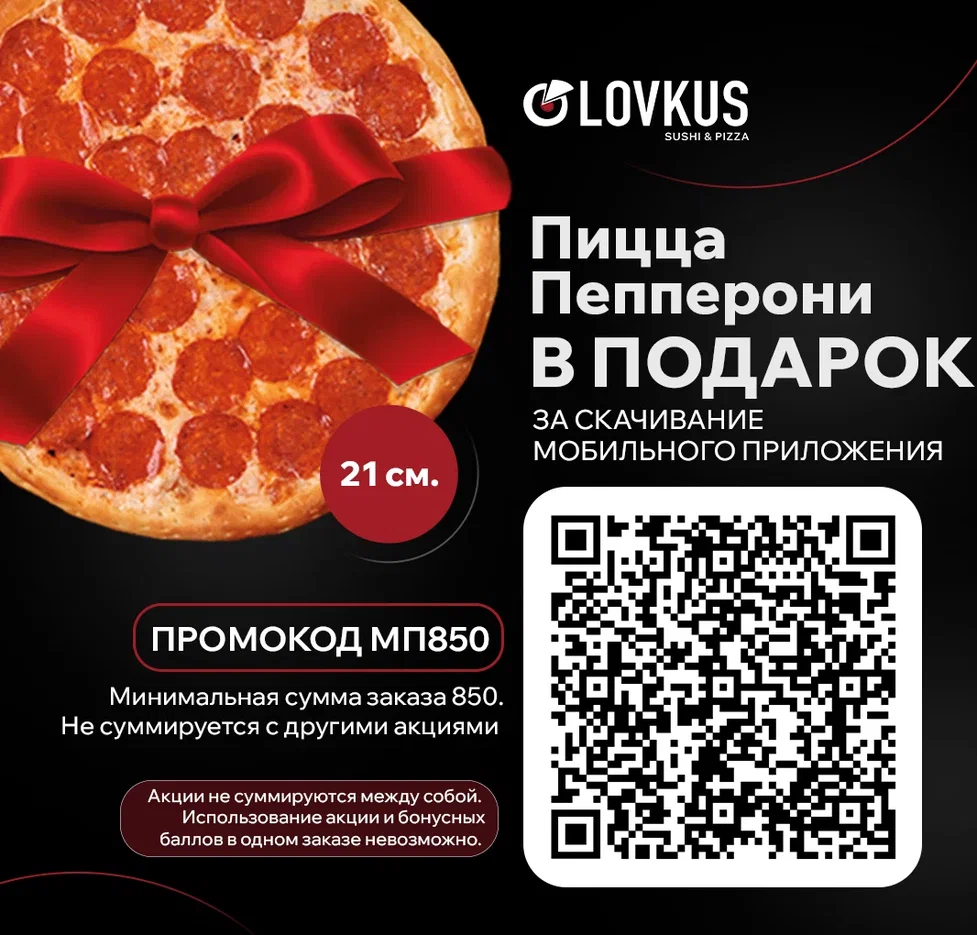 LOVKUS
SUSHI & PIZZA
Пицца
Пепперони
В ПОДАРОК
ЗА СКАЧИВАНИЕ
МОБИЛЬНОГО ПРИЛОЖЕНИЯ
21 см.
ПРОМОКОД МП850
Минимальная сумма заказа 850.
Не суммируется с другими акциями
Акции не суммируются между собой.
Использование акции и бонусных
баллов в одном заказе невозможно.